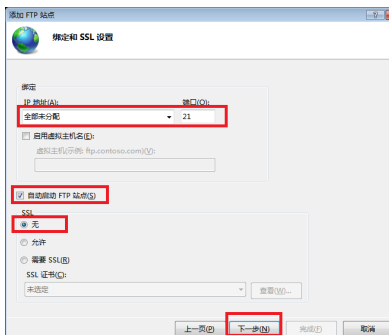 添加 FTP 站点
绑定和 SSL 设置
绑定
IP 地址(A): 端口(O):
全部未分配 21
启用虚拟主机名(E):
虚拟主机(示例: ftp.contoso.com)(V):
自动启动 FTP 站点(S)
SSL
无
允许
需要 SSL(R)
SSL 证书(C):
未选定 查看(W)...
上一页(P) 下一步(N) 完成(F) 取消